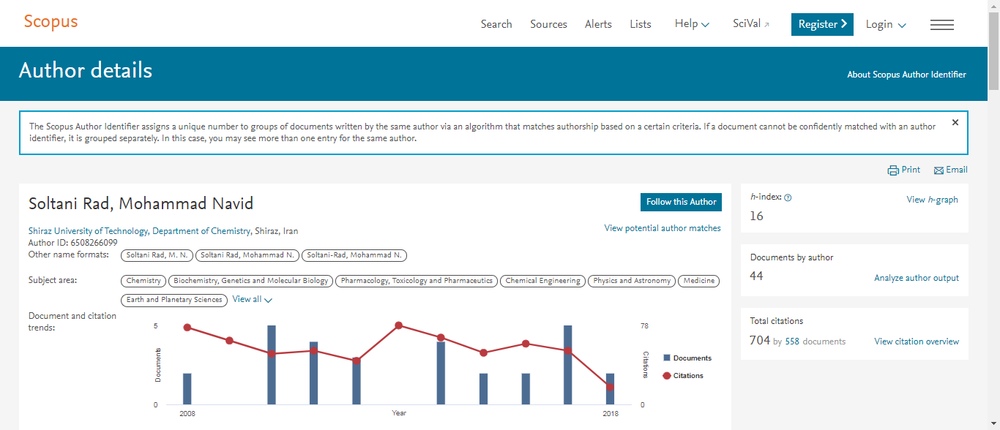 Scopus
Search Sources Alerts Lists Help SciVal Register Login
Author details
About Scopus Author Identifier
The Scopus Author Identifier assigns a unique number to groups of documents written by the same author via an algorithm that matches authorship based on a certain criteria. If a document cannot be confidently matched with an author
identifier, it is grouped separately. In this case, you may see more than one entry for the same author.
Print Email
Soltani Rad, Mohammad Navid
Follow this Author
Shiraz University of Technology, Department of Chemistry, Shiraz, Iran
View potential author matches
Author ID: 6508266099
Other name formats: Soltani Rad, M. N. Soltani Rad, Mohammad N. Soltani-Rad, Mohammad N.
Subject area: Chemistry Biochemistry, Genetics and Molecular Biology Pharmacology, Toxicology and Pharmaceutics Chemical Engineering Physics and Astronomy Medicine
Earth and Planetary Sciences View all
Document and citation
trends:
5
78
Documents
Citations
Documents
Citations
0
0
2008 Year 2018
h-index:
View h-graph
16
Documents by author
44
Analyze author output
Total citations
704 by 558 documents
View citation overview